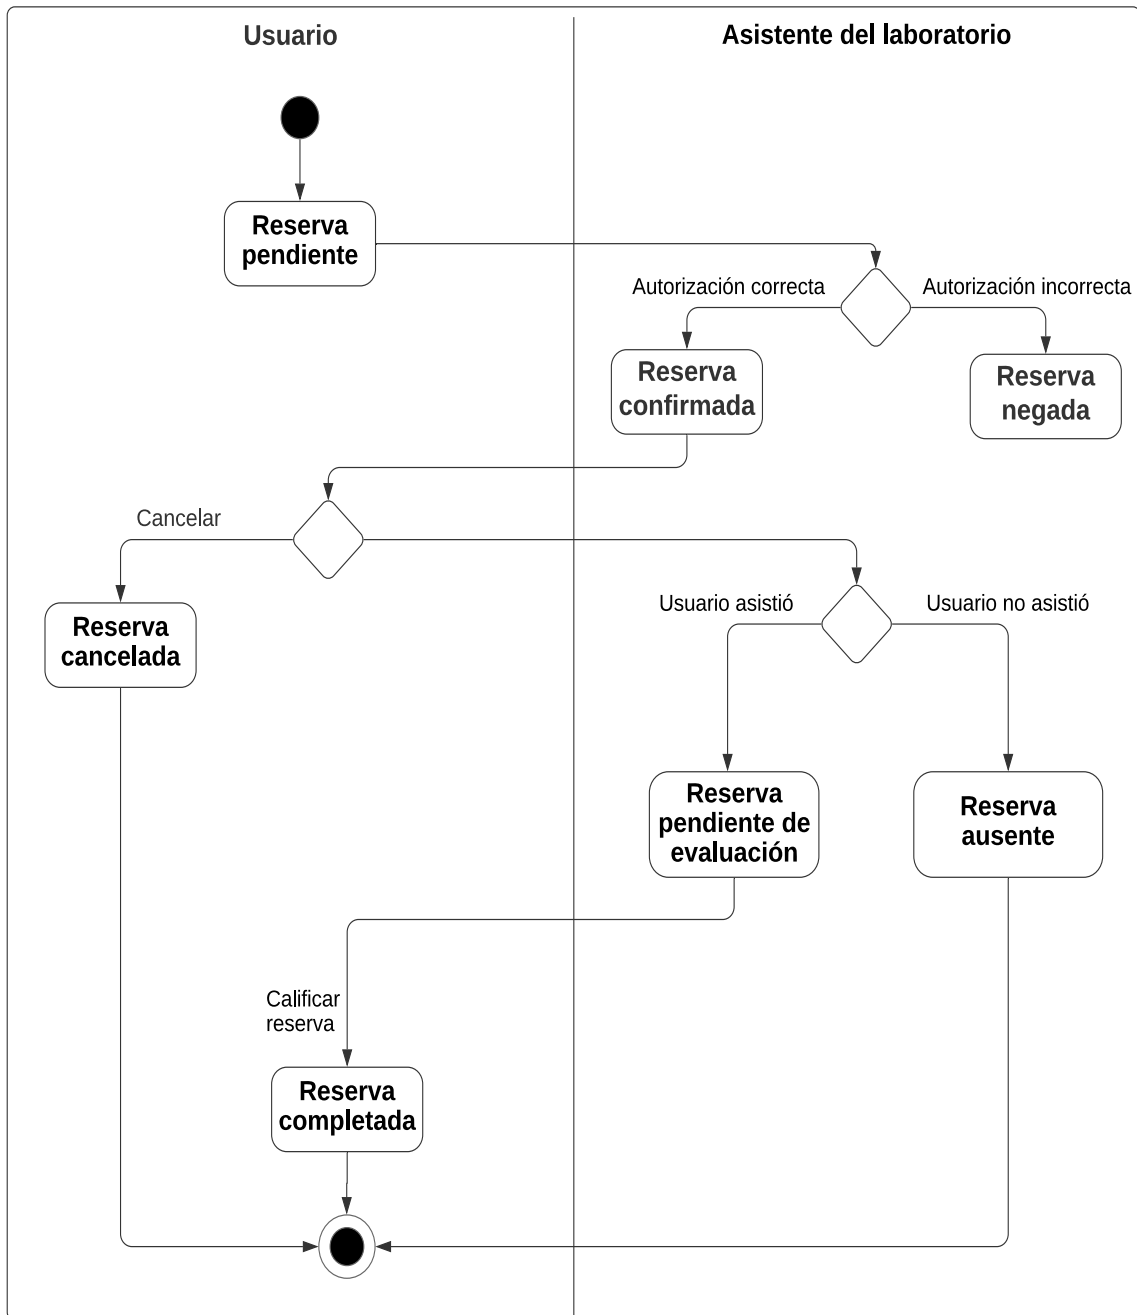 Usuario
Asistente del laboratorio
Reserva
pendiente
Autorización correcta
Autorización incorrecta
Reserva
confirmada
Reserva
negada
Cancelar
Reserva
cancelada
Usuario asistió
Usuario no asistió
Reserva
pendiente de
evaluación
Reserva
ausente
Calificar
reserva
Reserva
completada